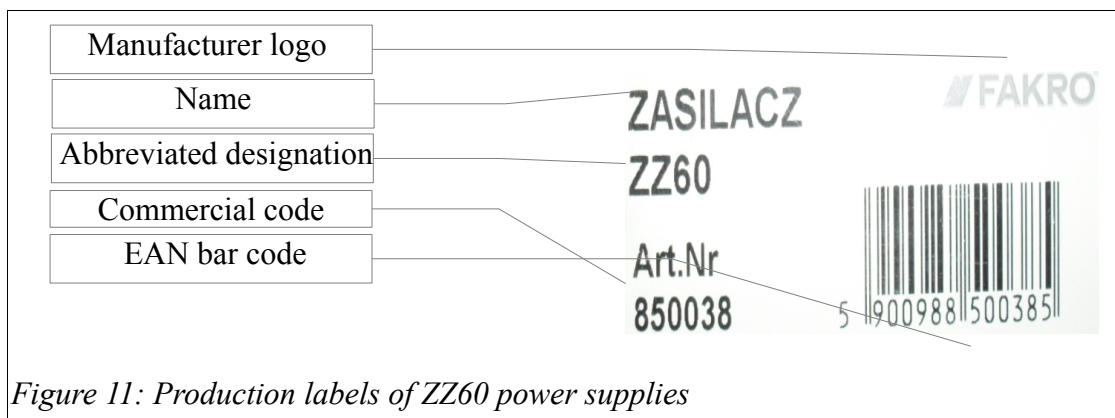 Manufacturer logo
Name
Abbreviated designation
Commercial code
EAN bar code
FAKRO
ZASILACZ
ZZ60
Art.Nr
850038
5 900988 500385
Figure 11: Production labels of ZZ60 power supplies